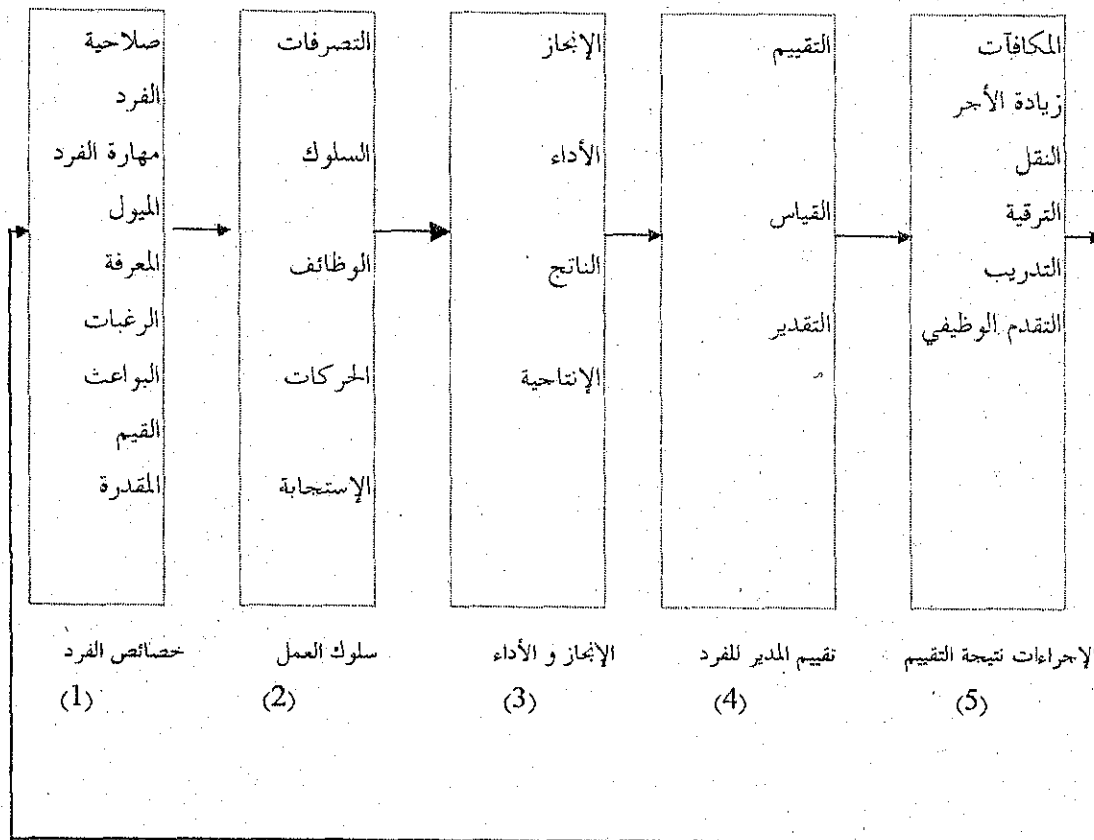 صلاحية
الفرد
مهارة الفرد
الميول
المعرفة
الرغبات
البواعث
القيم
المقدرة
خصائص الفرد
(1)
التصرفات
السلوك
الوظائف
الحركات
الإستجابة
سلوك العمل
(2)
الإنجاز
الأداء
الناتج
الإنتاجية
الإنجاز و الأداء
(3)
التقييم
القياس
التقدير
تقييم المدير للفرد
(4)
المكافآت
زيادة الأجر
النقل
الترقية
التدريب
التقدم الوظيفي
لإجراءات نتيجة التقييم
(5)